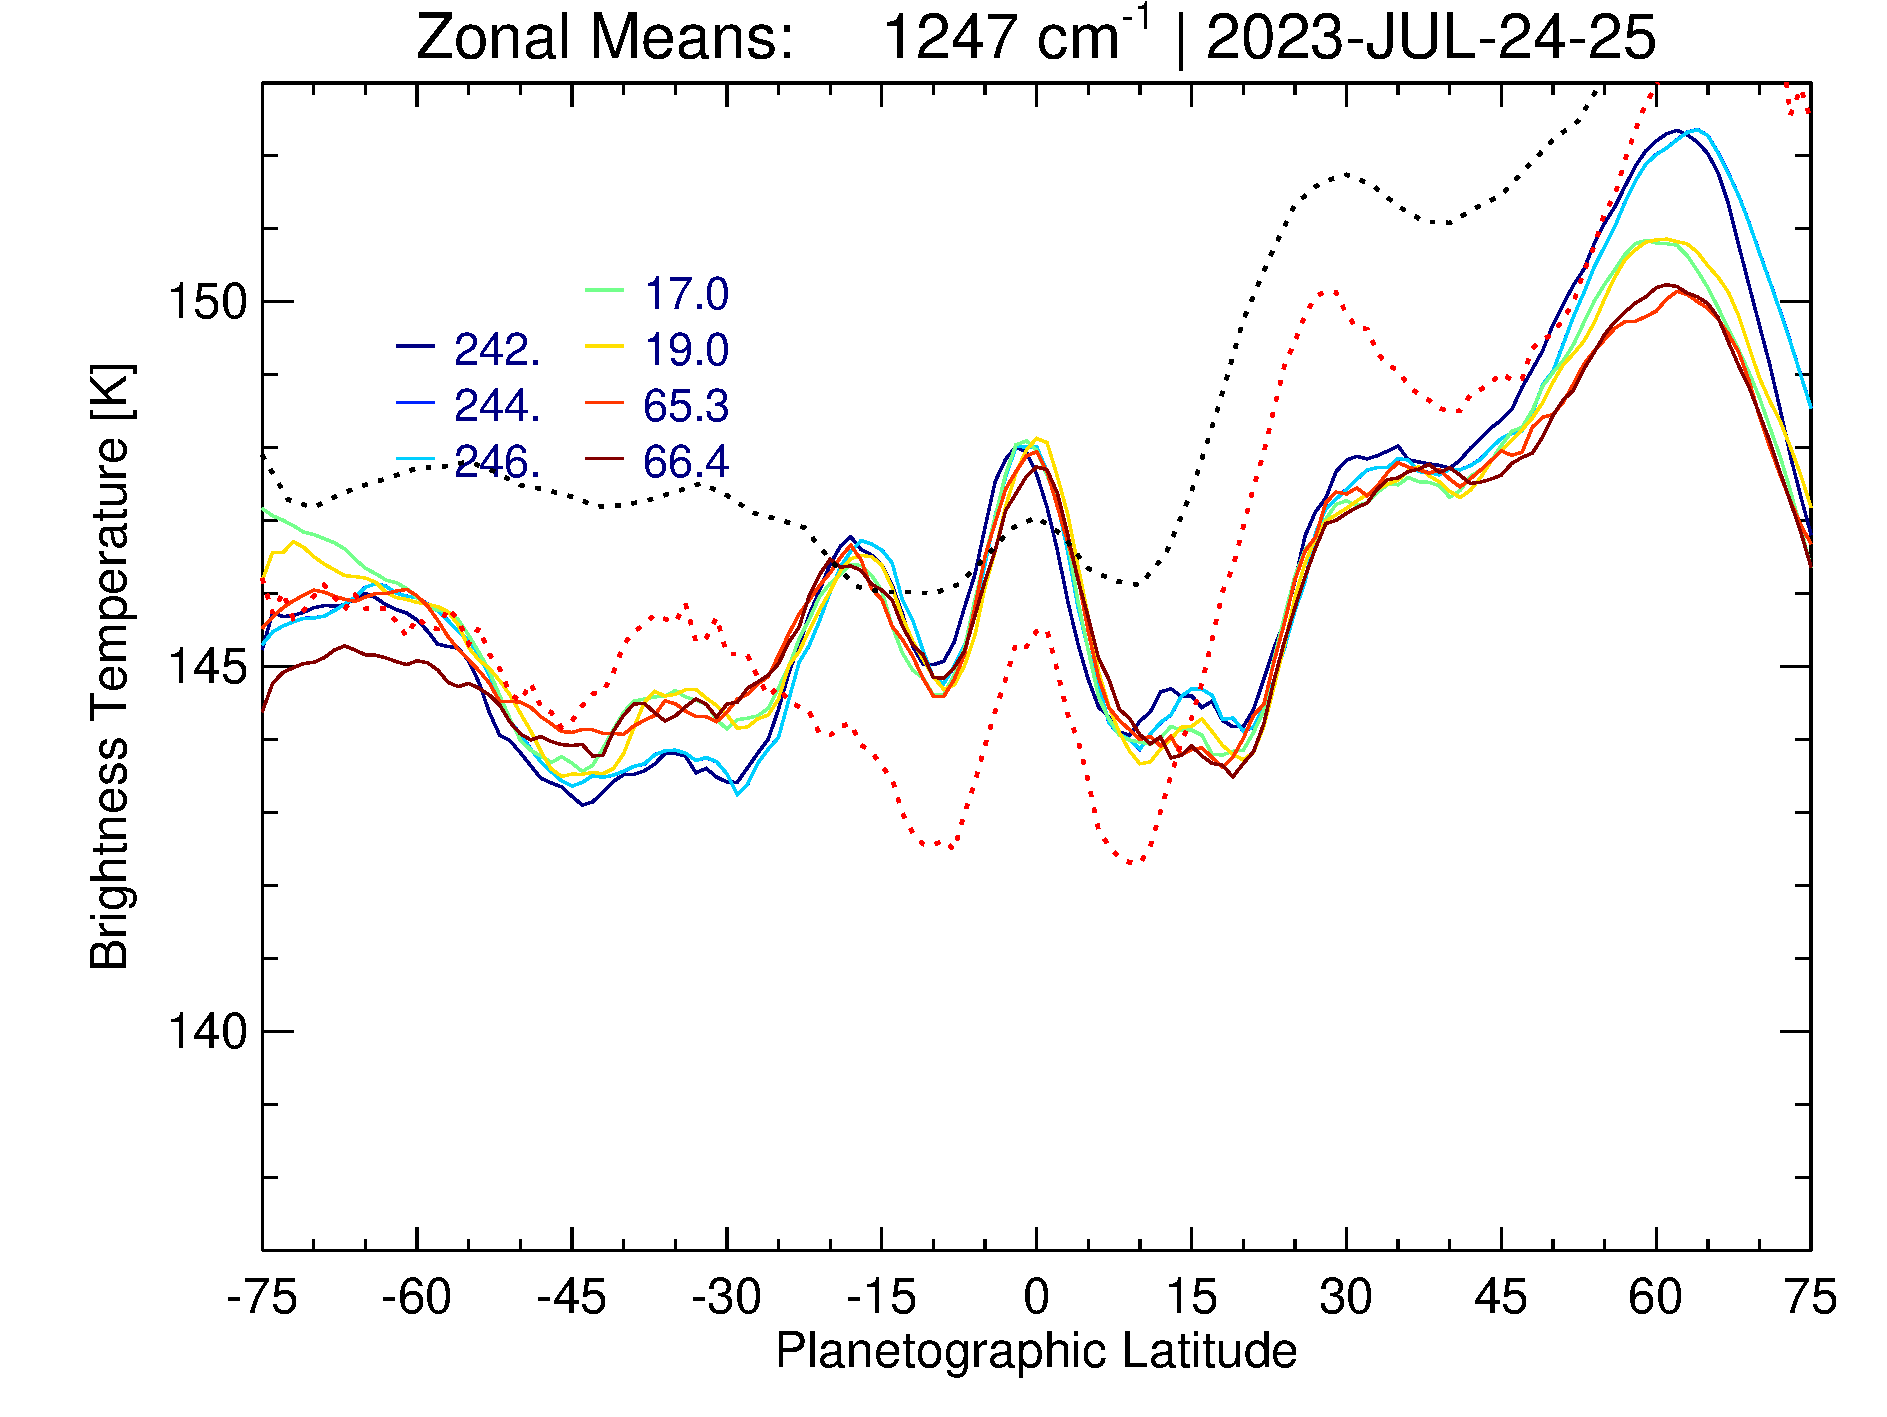 Zonal Means: 1247 cm-1 | 2023-JUL-24-25
Brightness Temperature [K]
150
145
140
17.0
242. 19.0
244. 65.3
246. 66.4
-75 -60 -45 -30 -15 0 15 30 45 60 75
Planetographic Latitude